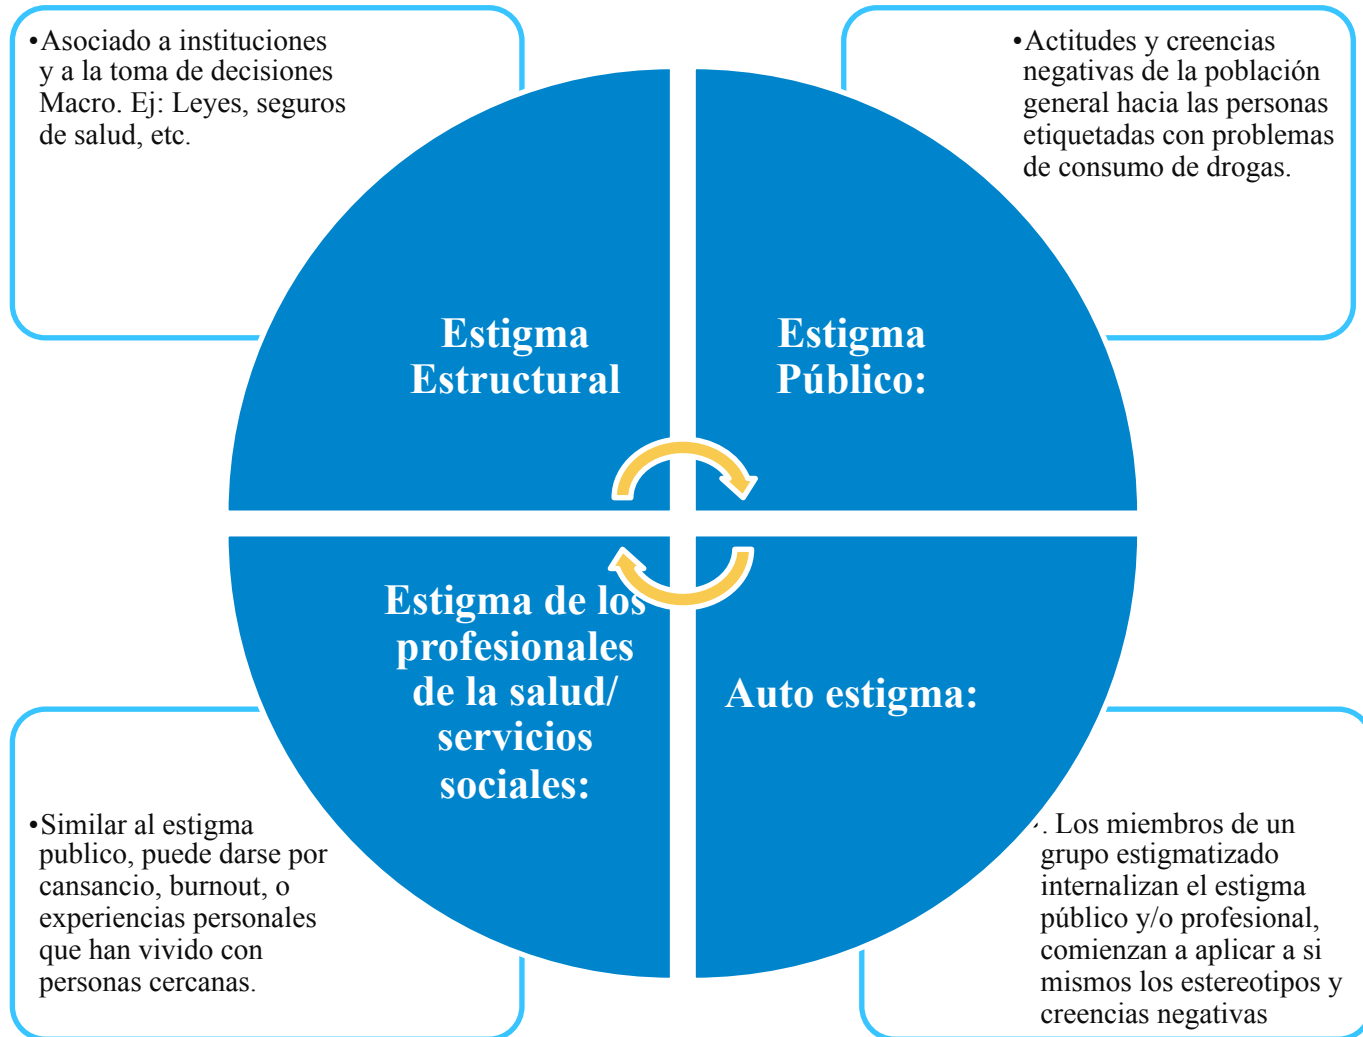 •Asociado a instituciones
y a la toma de decisiones
Macro. Ej: Leyes, seguros
de salud, etc.
•Actitudes y creencias
negativas de la población
general hacia las personas
etiquetadas con problemas
de consumo de drogas.
Estigma
Estructural
Estigma
Público:
Estigma de los
profesionales
de la salud/
servicios
sociales:
Auto estigma:
•Similar al estigma
publico, puede darse por
cansancio, burnout, o
experiencias personales
que han vivido con
personas cercanas.
•. Los miembros de un
grupo estigmatizado
internalizan el estigma
público y/o profesional,
comienzan a aplicar a si
mismos los estereotipos y
creencias negativas